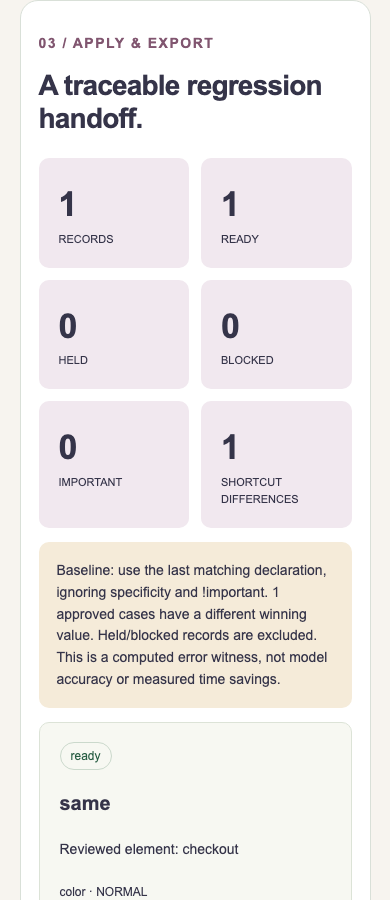 03 / APPLY & EXPORT
A traceable regression
handoff.
1
RECORDS
1
READY
0
HELD
0
BLOCKED
0
IMPORTANT
1
SHORTCUT
DIFFERENCES
Baseline: use the last matching declaration,
ignoring specificity and !important. 1
approved cases have a different winning
value. Held/blocked records are excluded.
This is a computed error witness, not model
accuracy or measured time savings.
ready
same
Reviewed element: checkout
color · NORMAL